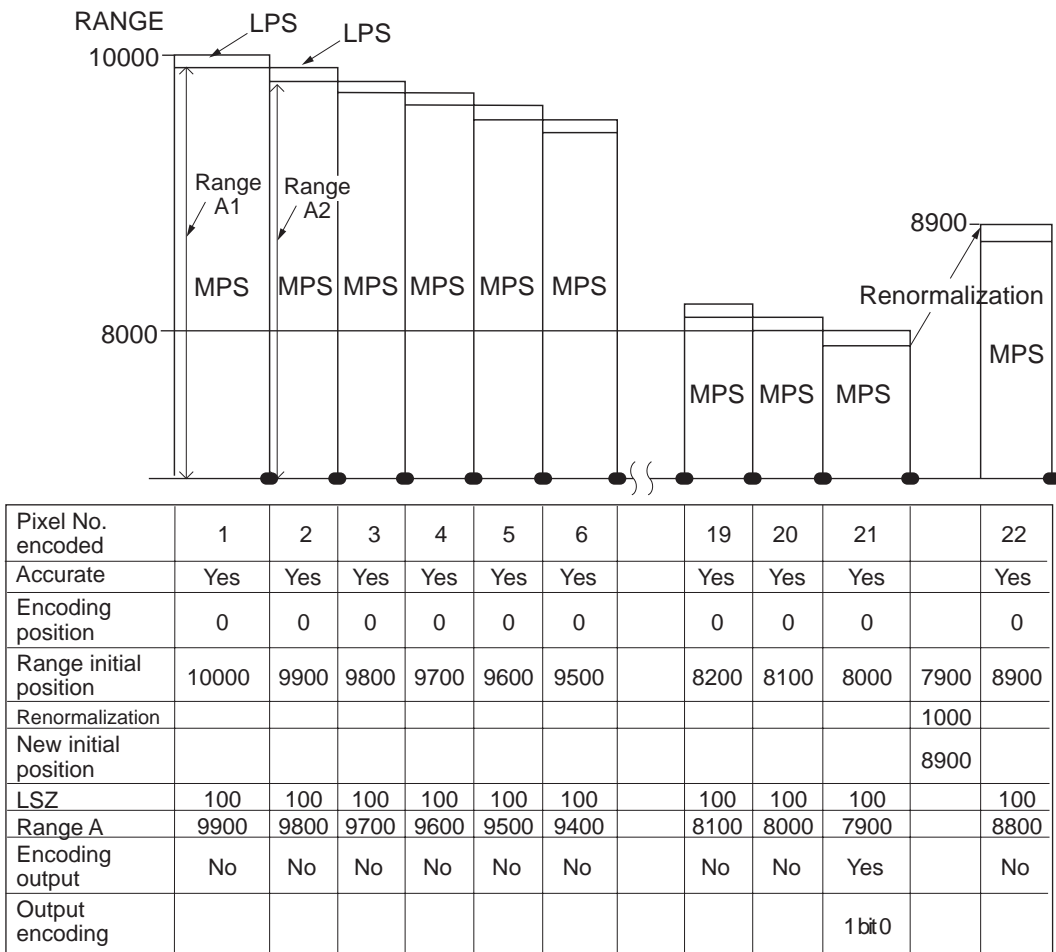 RANGE
LPS
LPS
10000
Range
A1
Range
A2
8900
Renormalization
MPS
MPS
MPS
MPS
MPS
MPS
8000
MPS
MPS
MPS
MPS
Pixel No. encoded 1 2 3 4 5 6 19 20 21 22
Accurate Yes Yes Yes Yes Yes Yes Yes Yes Yes Yes
Encoding position 0 0 0 0 0 0 0 0 0 0
Range initial position 10000 9900 9800 9700 9600 9500 8200 8100 8000 7900 8900
Renormalization 1000
New initial position 8900
LSZ 100 100 100 100 100 100 100 100 100 100
Range A 9900 9800 9700 9600 9500 9400 8100 8000 7900 8800
Encoding output No No No No No No No No Yes No
Output encoding 1 bit 0